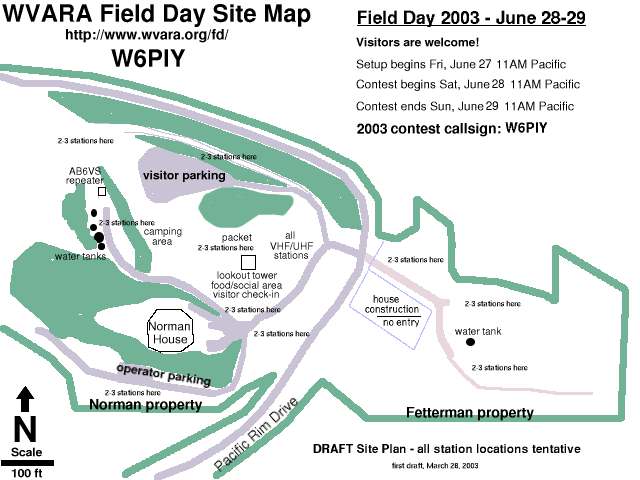 WVARA Field Day Site Map
http://www.wvara.org/fd/
W6PIY
Field Day 2003 - June 28-29
Visitors are welcome!
Setup begins Fri, June 27 11AM Pacific
Contest begins Sat, June 28 11AM Pacific
Contest ends Sun, June 29 11AM Pacific
2003 contest callsign: W6PIY
2-3 stations here
2-3 stations here
AB6VS
repeater
visitor parking
2-3 stations here
camping
area
water tanks
packet
2-3 stations here
all
VHF/UHF
stations
lookout tower
food/social area
visitor check-in
2-3 stations here
house
construction
no entry
2-3 stations here
2-3 stations here
Norman
House
2-3 stations here
water tank
2-3 stations here
operator parking
2-3 stations here
Norman property
Pacific Rim Drive
Fetterman property
N
Scale
100 ft
DRAFT Site Plan - all station locations tentative
first draft, March 28, 2003